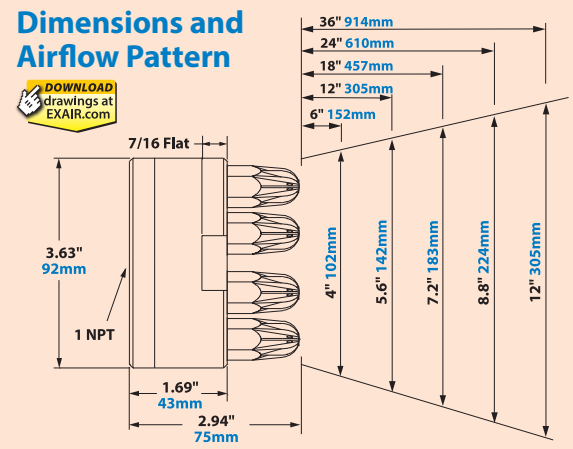 Dimensions and
Airflow Pattern
DOWNLOAD
drawings at
EXAIR.com
36" 914mm
24" 610mm
18" 457mm
12" 305mm
6" 152mm
7/16 Flat
3.63"
92mm
1 NPT
1.69"
43mm
2.94"
75mm
4" 102mm
5.6" 142mm
7.2" 183mm
8.8" 224mm
12" 305mm